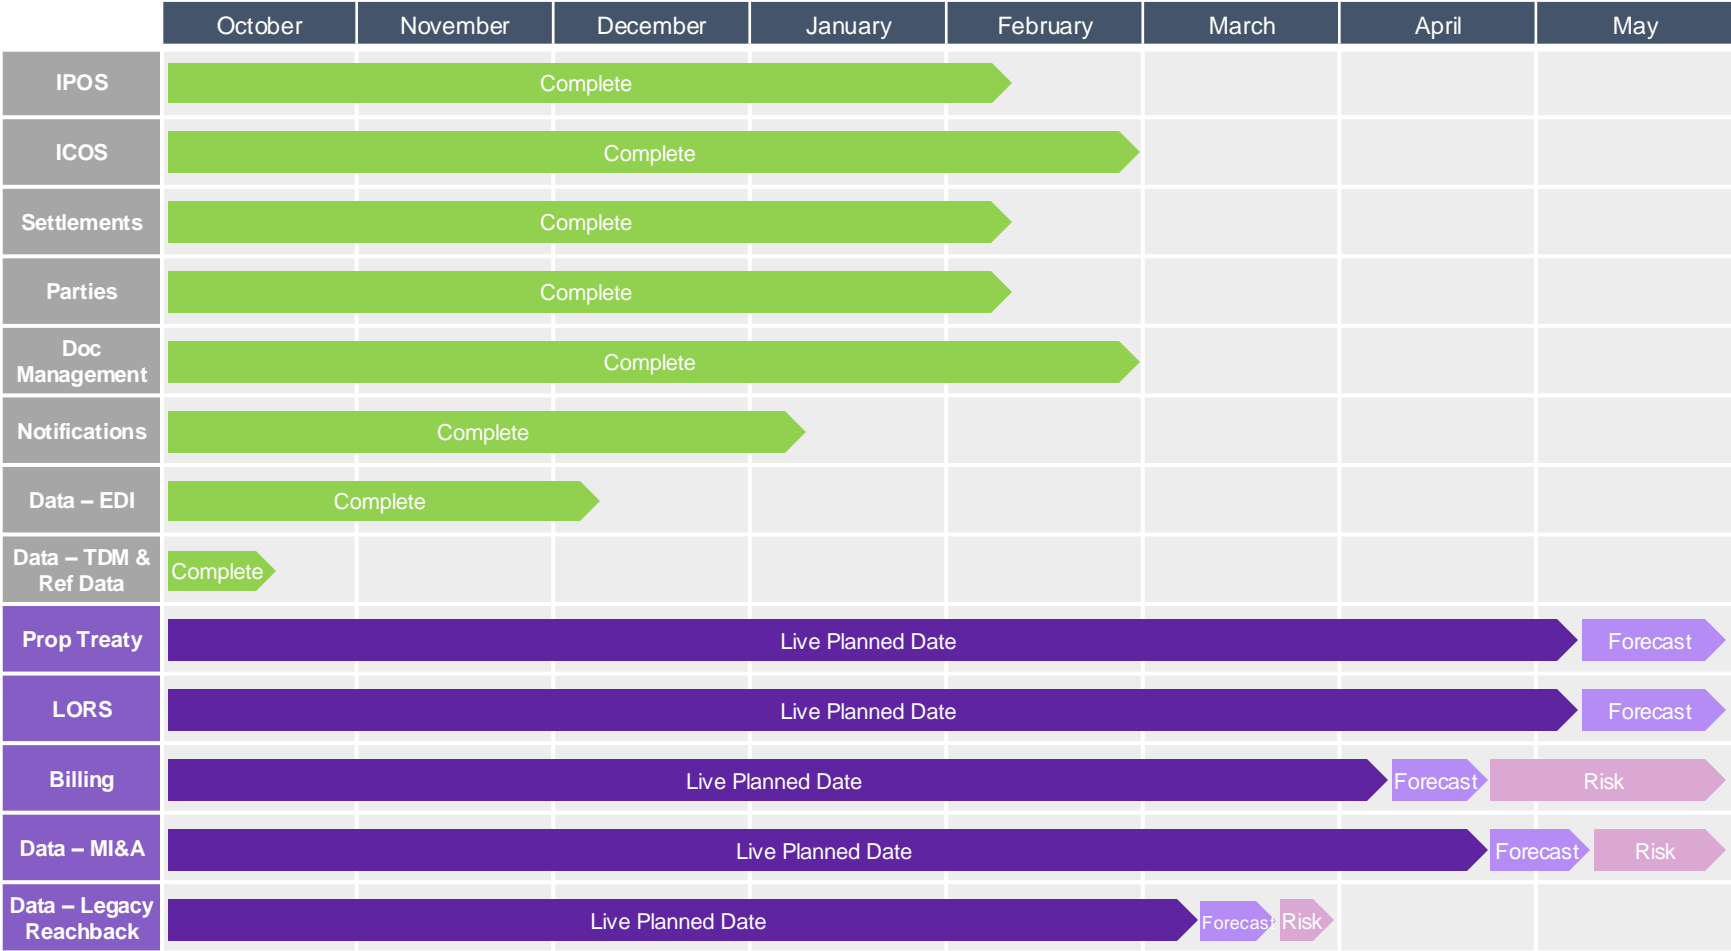 October November December January February March April May
IPOS Complete
ICOS Complete
Settlements Complete
Parties Complete
Doc
Management Complete
Notifications Complete
Data – EDI Complete
Data – TDM &
Ref Data Complete
Prop Treaty Live Planned Date Forecast
LORS Live Planned Date Forecast
Billing Live Planned Date Forecast Risk
Data – MI&A Live Planned Date Forecast Risk
Data – Legacy
Reachback Live Planned Date Forecast Risk